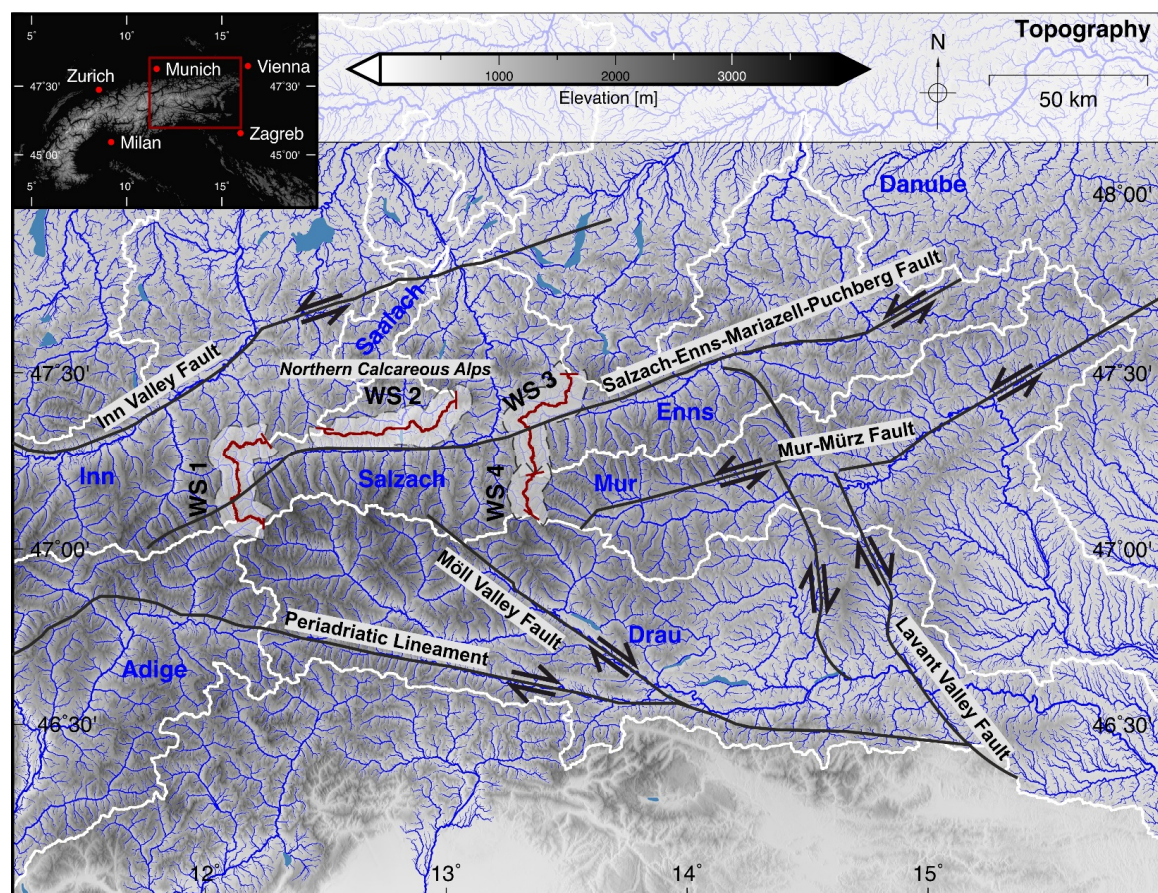 Topography
5˚ 10˚ 15˚
Munich
Vienna
Zurich
47˚30'
47˚30'
Zagreb
Milan
45˚00'
45˚00'
5˚ 10˚ 15˚
1000 2000 3000
Elevation [m]
N
50 km
Danube
48˚00'
Salzach-Enns-Mariazell-Puchberg Fault
Saalach
Inn Valley Fault
47˚30'
Northern Calcareous Alps
47˚30'
WS 2
WS 3
Enns
Mur-Mürz Fault
WS 1
Inn
Salzach
WS 4
Mur
47˚00'
47˚00'
Möll Valley Fault
Periadriatic Lineament
Drau
Adige
Lavant Valley Fault
46˚30'
46˚30'
12˚ 13˚ 14˚ 15˚